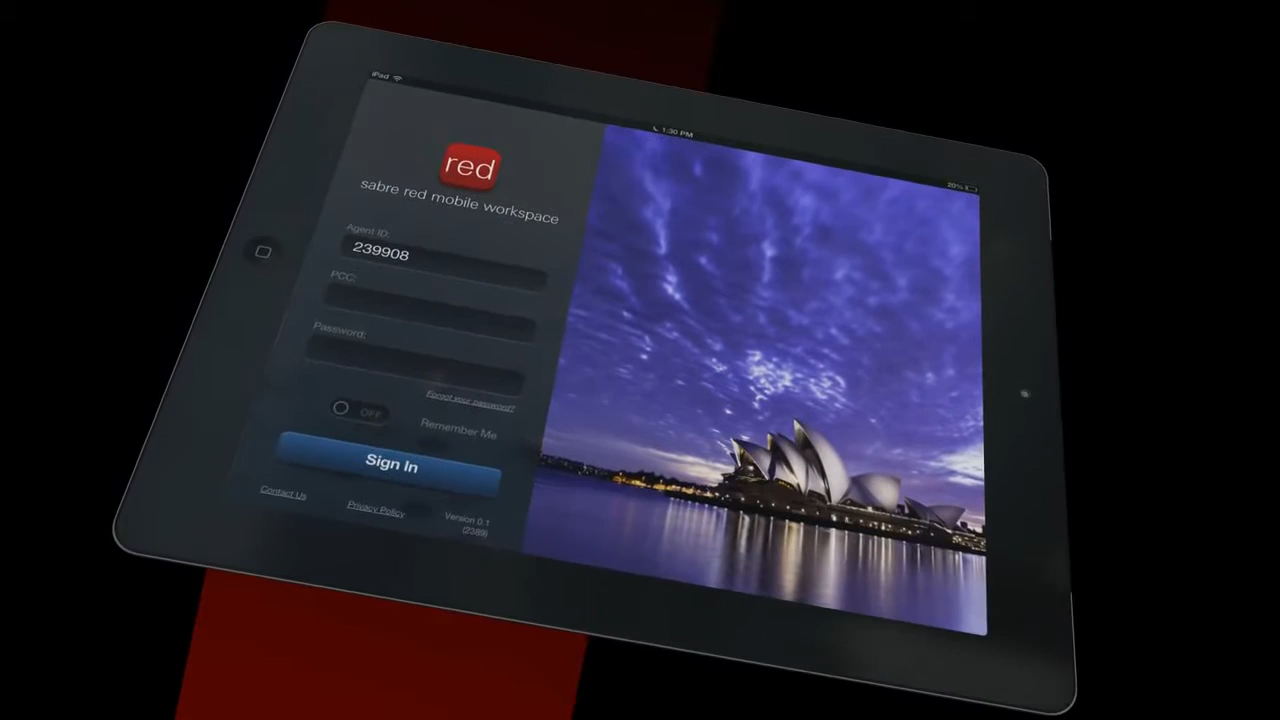 iPad
1:30 PM
20%
red
sabre red mobile workspace
Agent ID:
239908
PCC:
Password:
Forgot your password?
OFF
Remember Me
Sign In
Contact Us
Privacy Policy
Version 0.1
(2389)